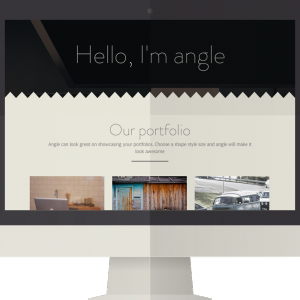 Hello, I'm angle
Our portfolio
Angle can look great on showcasing your portfolios. Choose a shape style size and angle will make it
look awesome